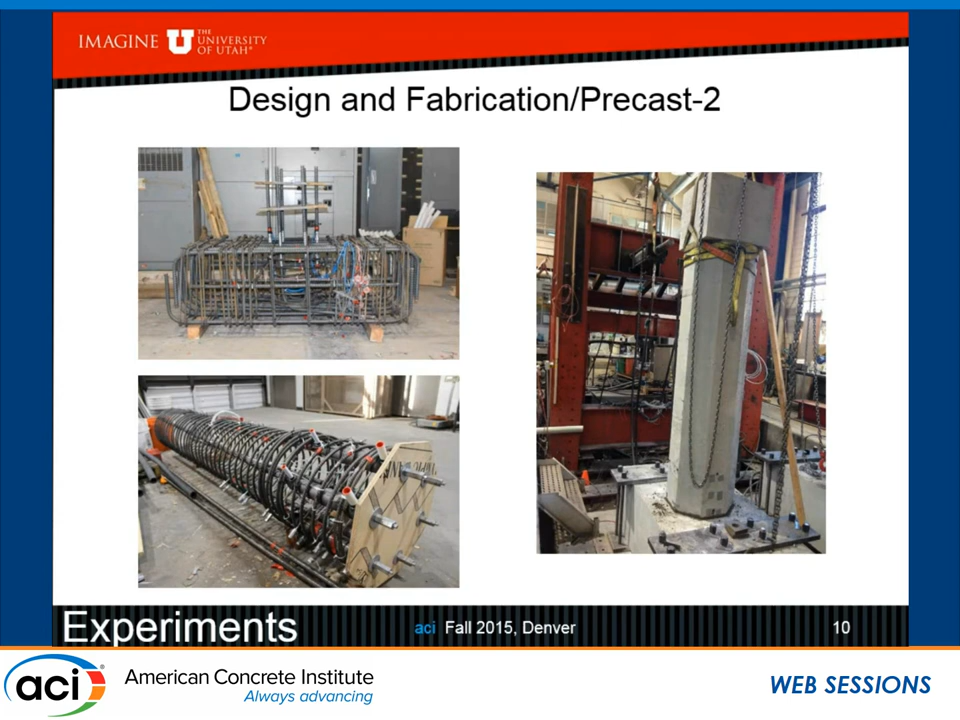 IMAGINE
THE
UNIVERSITY
OF UTAH®
Design and Fabrication/Precast-2
Experiments
aci Fall 2015, Denver
10
aci
American Concrete Institute
Always advancing
WEB SESSIONS